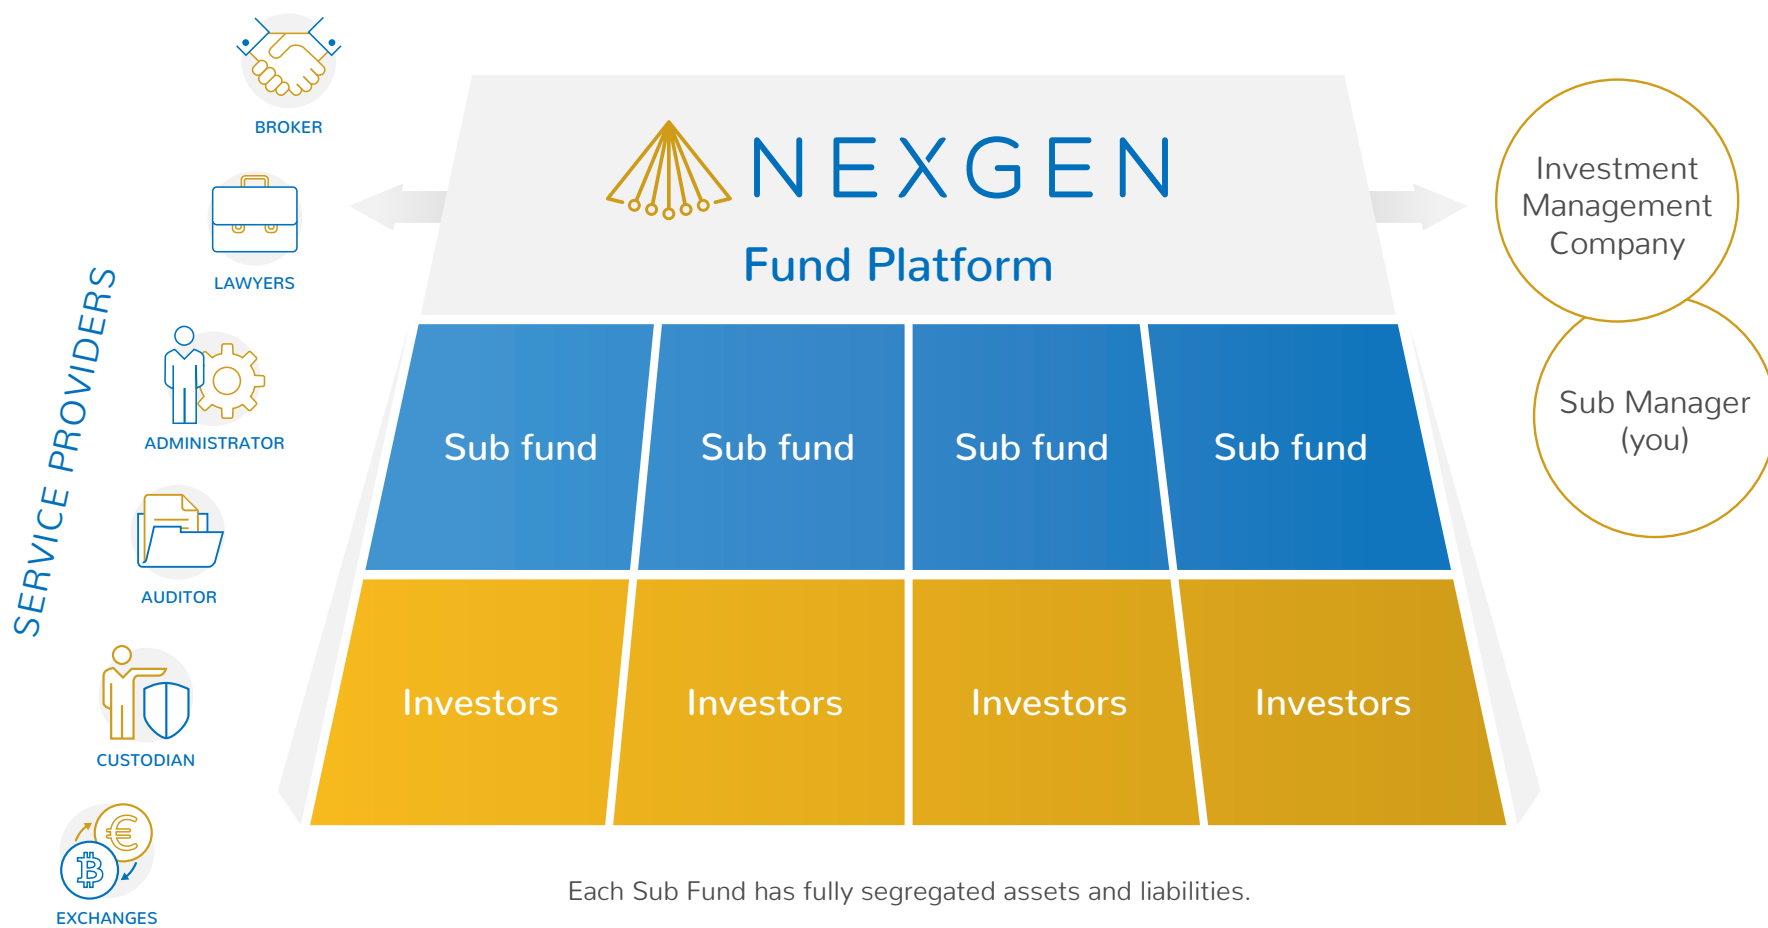 SERVICE PROVIDERS
BROKER
LAWYERS
ADMINISTRATOR
AUDITOR
CUSTODIAN
EXCHANGES
NEXGEN
Fund Platform
Sub fund
Sub fund
Sub fund
Sub fund
Investors
Investors
Investors
Investors
Each Sub Fund has fully segregated assets and liabilities.
Investment
Management
Company
Sub Manager
(you)